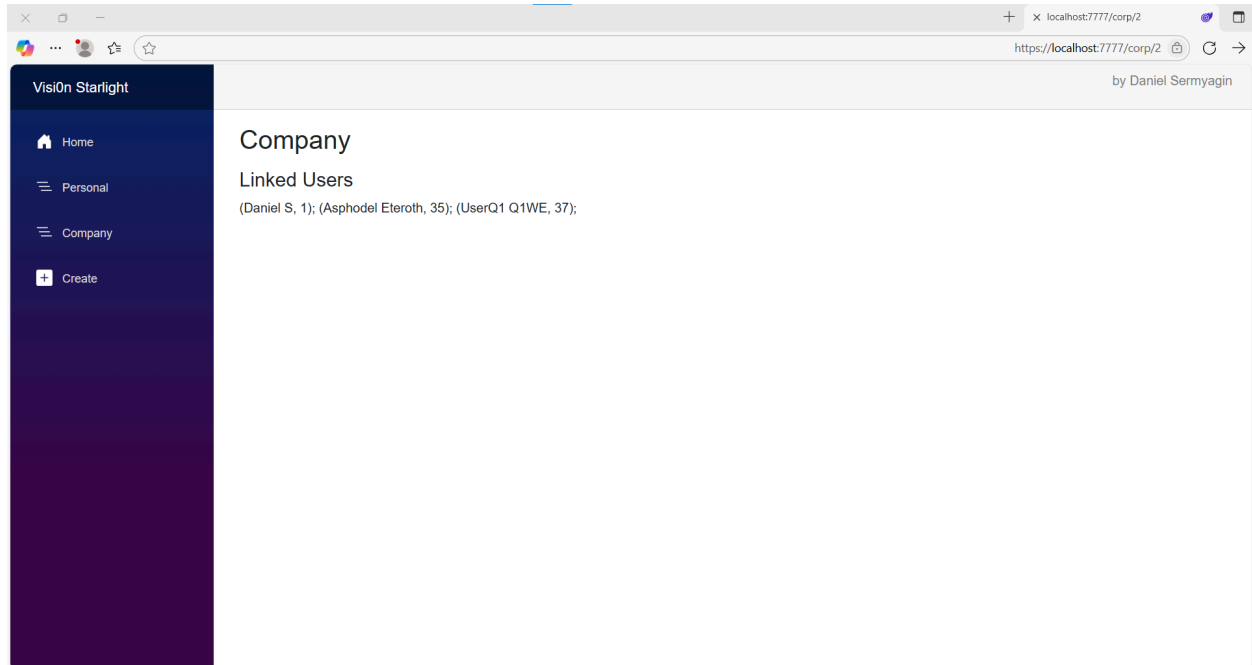 localhost:7777/corp/2
https://localhost:7777/corp/2
Visi0n Starlight
by Daniel Sermyagin
Home
Personal
Company
Create
Company
Linked Users
(Daniel S, 1); (Asphodel Eteroth, 35); (UserQ1 Q1WE, 37);